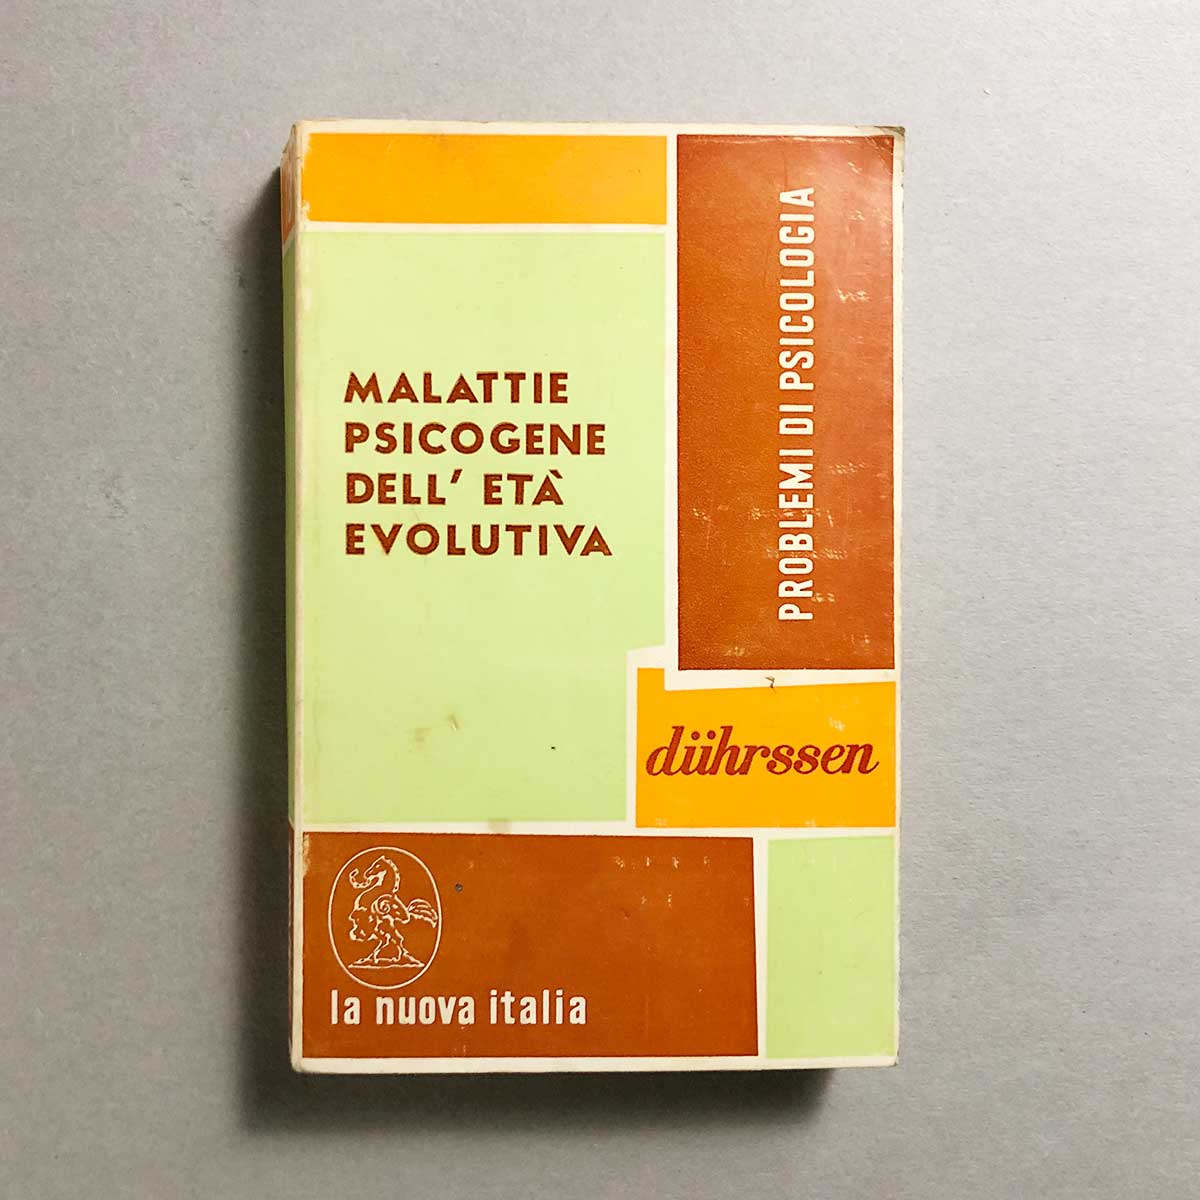 MALATTIE
PSICOGENE
DELL' ETÀ
EVOLUTIVA
PROBLEMI DI PSICOLOGIA
dührssen
la nuova italia